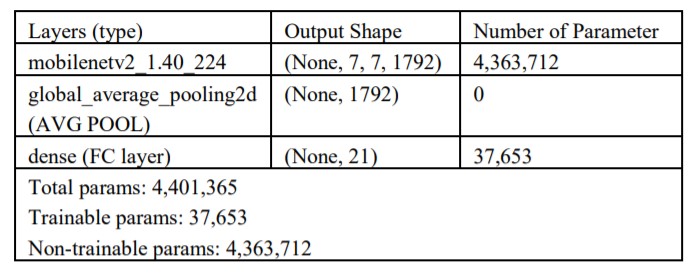 Layers (type) Output Shape Number of Parameter
mobilenetv2_1.40_224 (None, 7, 7, 1792) 4,363,712
global_average_pooling2d (None, 1792) 0
(AVG POOL)
dense (FC layer) (None, 21) 37,653
Total params: 4,401,365
Trainable params: 37,653
Non-trainable params: 4,363,712